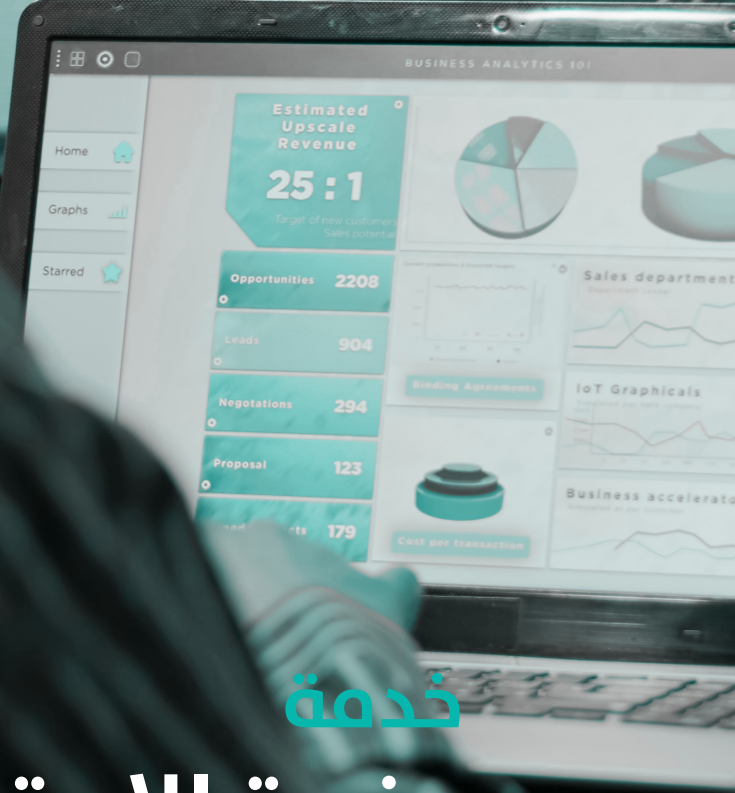 BUSINESS ANALYTICS 101
Home
Graphs
Starred
Estimated
Upscale
Revenue
25:1
Target of new customers
Sales potential
Opportunities 2208
Leads 904
Negotations 294
Proposal 123
179
Binding Agreements
Cost per transaction
Sales department
IoT Graphicals
Business accelerato
خدمة